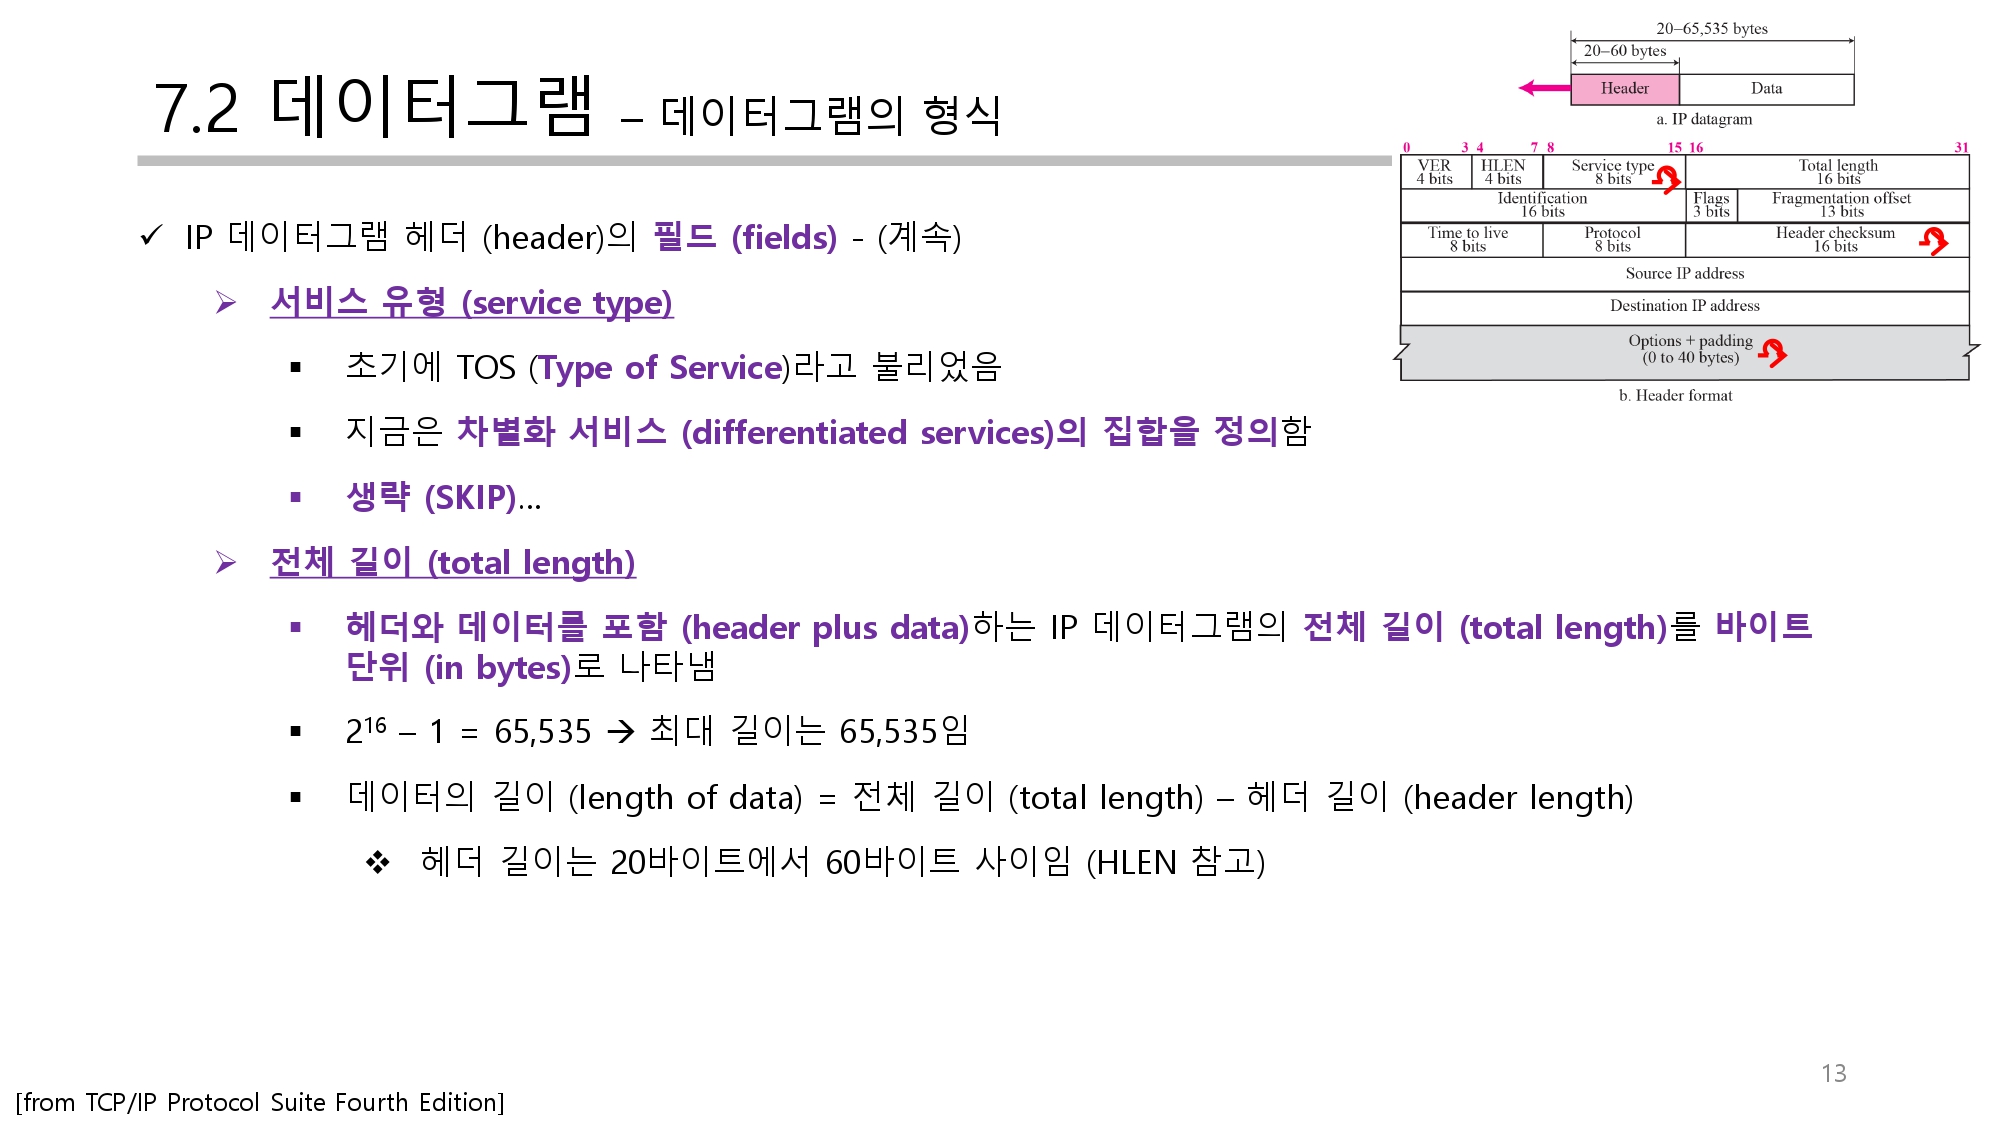 7.2 데이터그램 – 데이터그램의 형식
20–65,535 bytes
20–60 bytes
Header Data
a. IP datagram
0 3 4 7 8 15 16 31
VER 4 bits HLEN 4 bits Service type 8 bits Total length 16 bits
Identification 16 bits Flags 3 bits Fragmentation offset 13 bits
Time to live 8 bits Protocol 8 bits Header checksum 16 bits
Source IP address
Destination IP address
Options + padding
(0 to 40 bytes)
b. Header format
✓ IP 데이터그램 헤더 (header)의 필드 (fields) - (계속)
➢ 서비스 유형 (service type)
▪ 초기에 TOS (Type of Service)라고 불리었음
▪ 지금은 차별화 서비스 (differentiated services)의 집합을 정의함
▪ 생략 (SKIP)...
➢ 전체 길이 (total length)
▪ 헤더와 데이터를 포함 (header plus data)하는 IP 데이터그램의 전체 길이 (total length)를 바이트
단위 (in bytes)로 나타냄
▪ 2¹⁶ – 1 = 65,535 → 최대 길이는 65,535임
▪ 데이터의 길이 (length of data) = 전체 길이 (total length) – 헤더 길이 (header length)
❖ 헤더 길이는 20바이트에서 60바이트 사이임 (HLEN 참고)
13
[from TCP/IP Protocol Suite Fourth Edition]